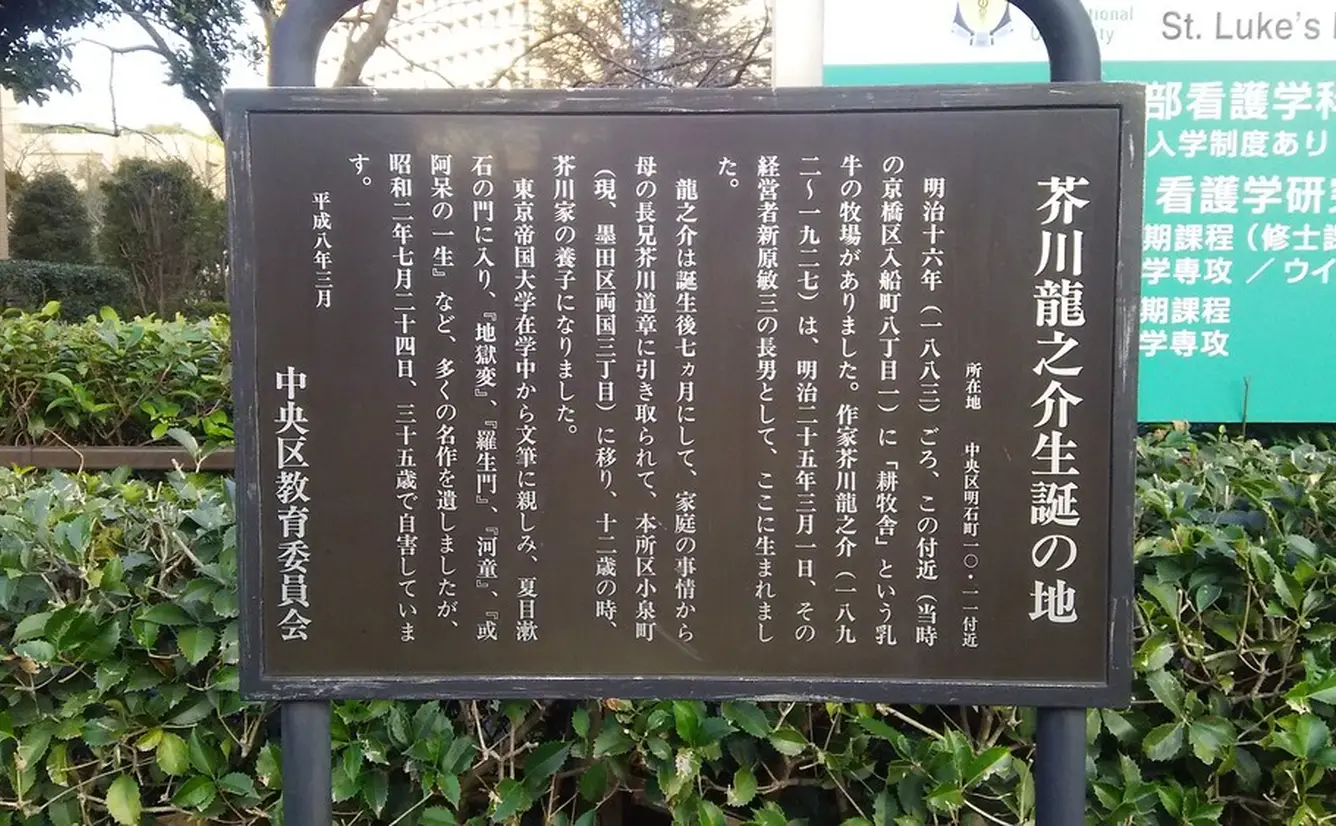 芥川龍之介生誕の地
所在地　中央区明石町一〇・一一付近
明治十六年（一八八三）ごろ、この付近（当時
の京橋区入船町八丁目一）に「耕牧舎」という乳
牛の牧場がありました。作家芥川龍之介（一八九
二〜一九二七）は、明治二十五年三月一日、その
経営者新原敏三の長男として、ここに生まれまし
た。
龍之介は誕生後七ヵ月にして、家庭の事情から
母の長兄芥川道章に引き取られて、本所区小泉町
（現、墨田区両国三丁目）に移り、十二歳の時、
芥川家の養子になりました。
東京帝国大学在学中から文筆に親しみ、夏目漱
石の門に入り、『地獄変』、『羅生門』、『河童』、『或
阿呆の一生』など、多くの名作を遺しましたが、
昭和二年七月二十四日、三十五歳で自害していま
す。
平成八年三月
中央区教育委員会
St. Luke's
部看護学科
入学制度あり
看護学研
期課程（修士課
学専攻／ウイ
期課程
学専攻